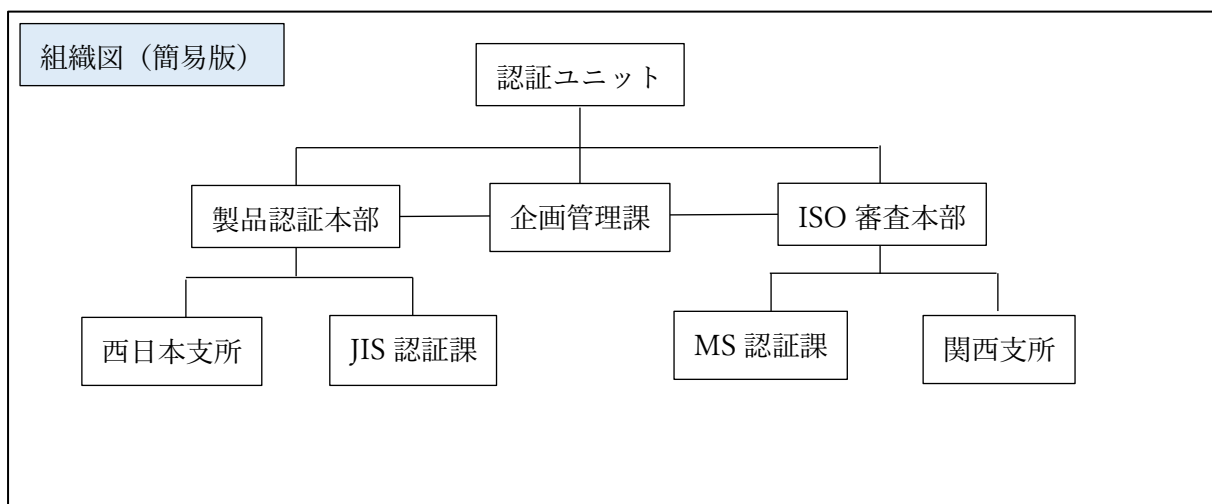 組織図（簡易版）
認証ユニット
製品認証本部
企画管理課
ISO 審査本部
西日本支所
JIS 認証課
MS 認証課
関西支所